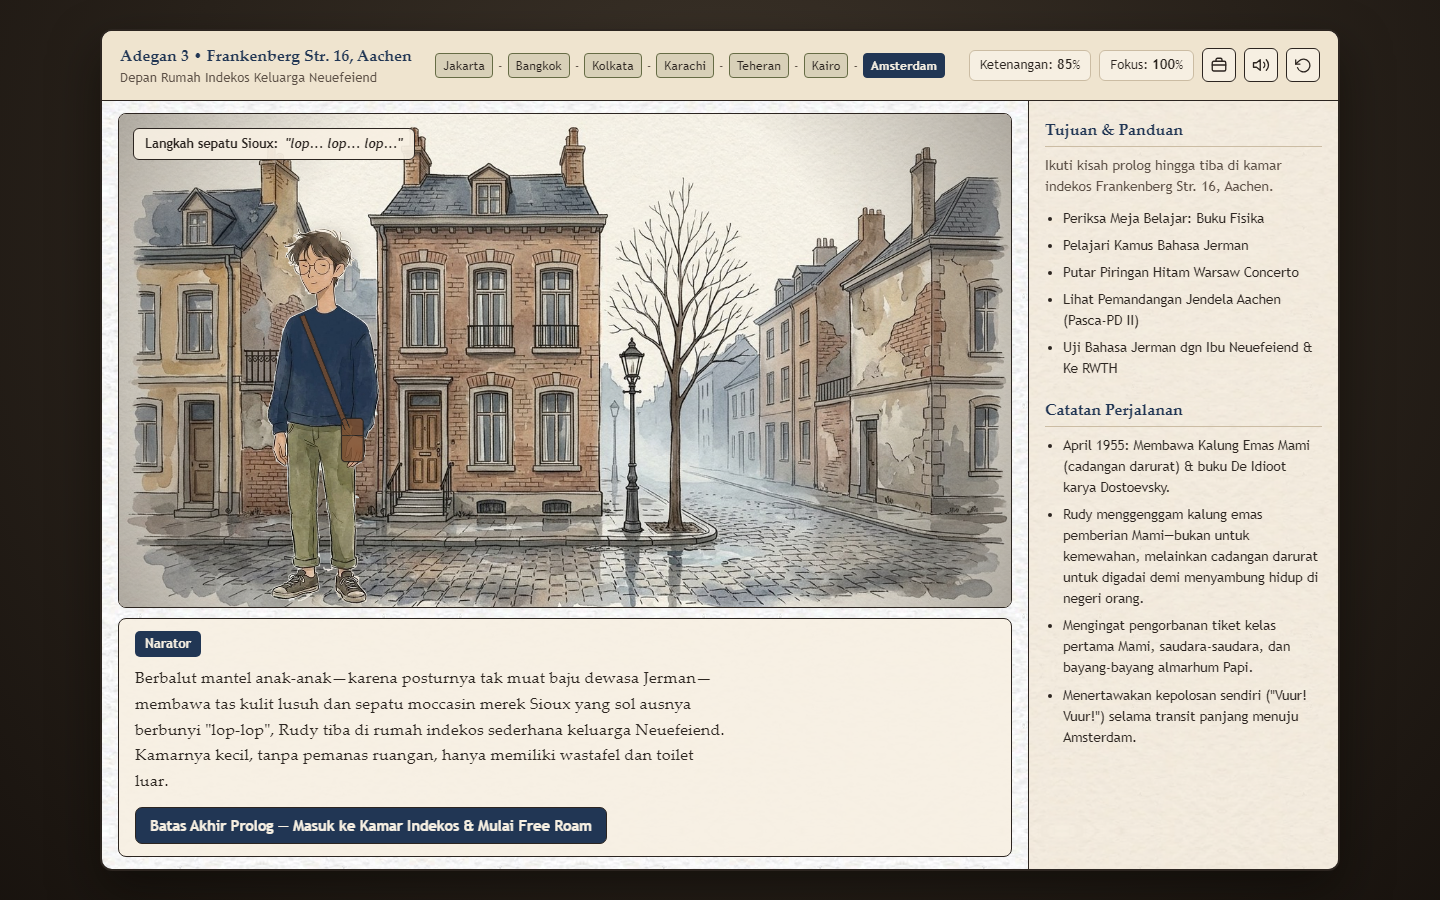 Adegan 3 • Frankenberg Str. 16, Aachen
Depan Rumah Indekos Keluarga Neuefeiend
Jakarta - Bangkok - Kolkata - Karachi - Teheran - Kairo - Amsterdam
Ketenangan: 85%
Fokus: 100%
Langkah sepatu Sioux: "lop... lop... lop..."
Narator
Berbalut mantel anak-anak—karena posturnya tak muat baju dewasa Jerman—
membawa tas kulit lusuh dan sepatu moccasin merek Sioux yang sol ausnya
berbunyi "lop-lop", Rudy tiba di rumah indekos sederhana keluarga Neuefeiend.
Kamarnya kecil, tanpa pemanas ruangan, hanya memiliki wastafel dan toilet
luar.
Batas Akhir Prolog — Masuk ke Kamar Indekos & Mulai Free Roam
Tujuan & Panduan
Ikuti kisah prolog hingga tiba di kamar
indekos Frankenberg Str. 16, Aachen.
• Periksa Meja Belajar: Buku Fisika
• Pelajari Kamus Bahasa Jerman
• Putar Piringan Hitam Warsaw Concerto
• Lihat Pemandangan Jendela Aachen
(Pasca-PD II)
• Uji Bahasa Jerman dgn Ibu Neuefeiend &
Ke RWTH
Catatan Perjalanan
• April 1955: Membawa Kalung Emas Mami
(cadangan darurat) & buku De Idioot
karya Dostoevsky.
• Rudy menggenggam kalung emas
pemberian Mami—bukan untuk
kemewahan, melainkan cadangan darurat
untuk digadai demi menyambung hidup di
negeri orang.
• Mengingat pengorbanan tiket kelas
pertama Mami, saudara-saudara, dan
bayang-bayang almarhum Papi.
• Menertawakan kepolosan sendiri ("Vuur!
Vuur!") selama transit panjang menuju
Amsterdam.